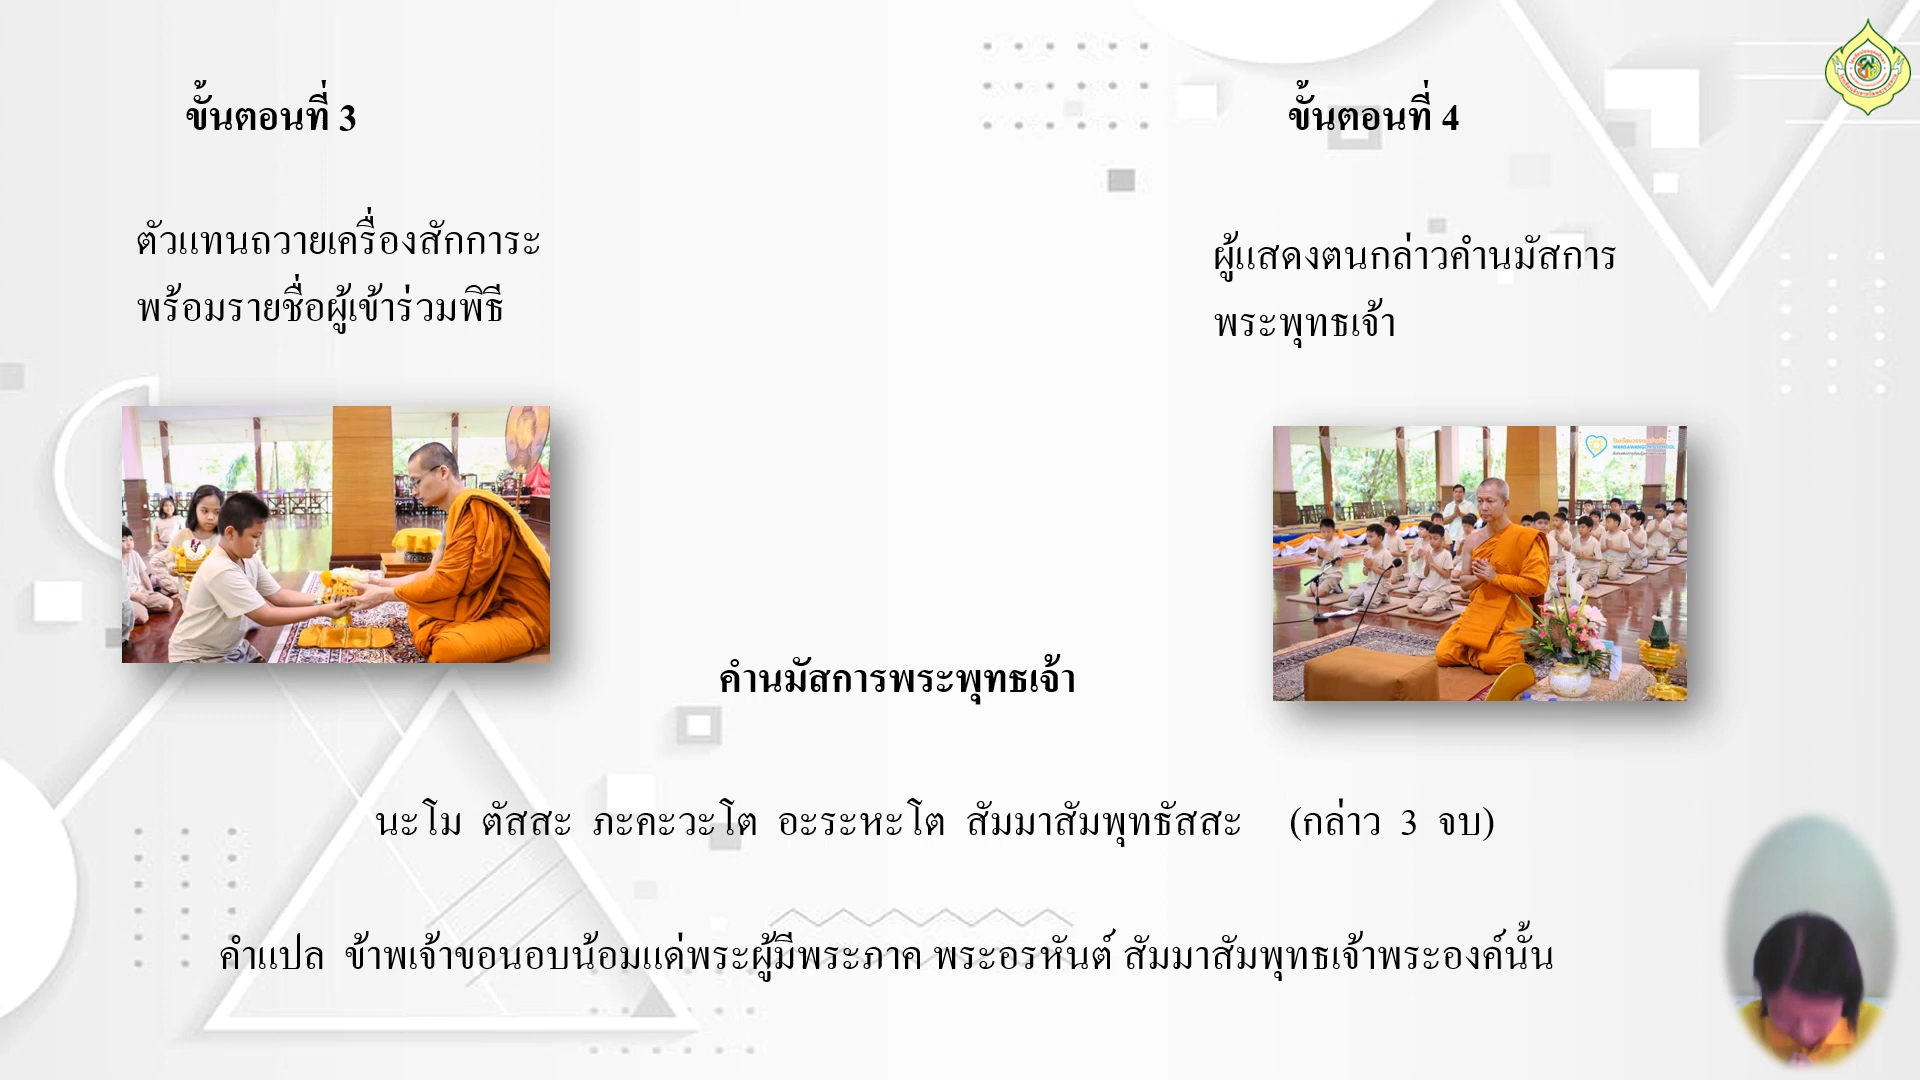 ขั้นตอนที่ 3
ตัวแทนถวายเครื่องสักการะ
พร้อมรายชื่อผู้เข้าร่วมพิธี
ขั้นตอนที่ 4
ผู้แสดงตนกล่าวคำนมัสการ
พระพุทธเจ้า
คำนมัสการพระพุทธเจ้า
นะโม ตัสสะ ภะคะวะโต อะระหะโต สัมมาสัมพุทธัสสะ (กล่าว 3 จบ)
คำแปล ข้าพเจ้าขอนอบน้อมแด่พระผู้มีพระภาค พระอรหันต์ สัมมาสัมพุทธเจ้าพระองค์นั้น